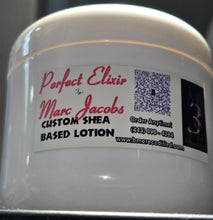 Perfect Elixir
by
Marc Jacobs
CUSTOM SHEA
BASED LOTION
Order Anytime!
3